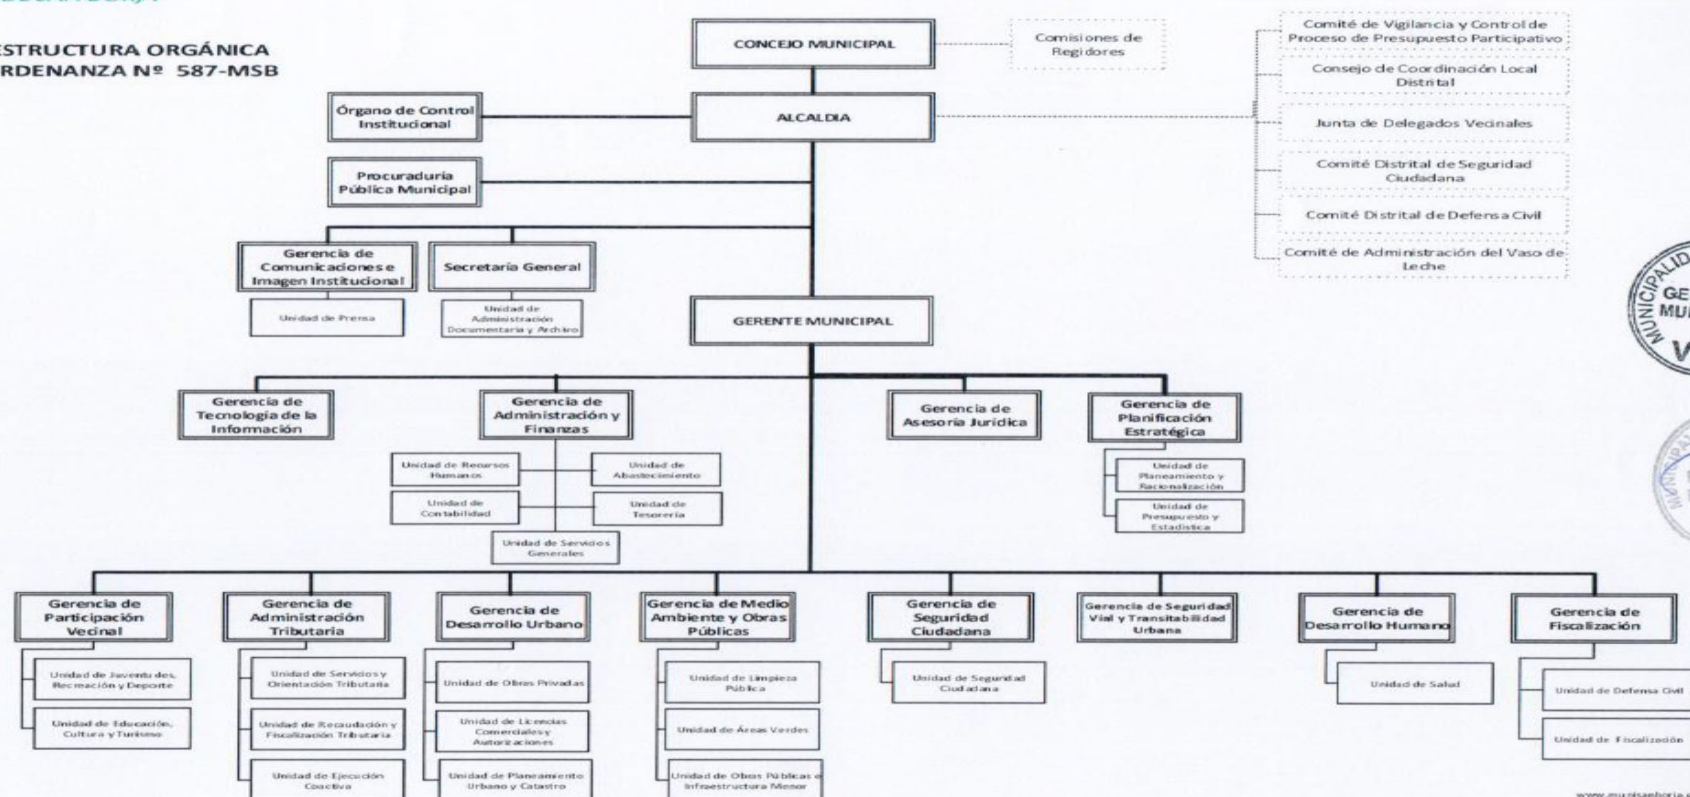 ESTRUCTURA ORGÁNICA
RDENANZA Nº 587-MSB
CONCEJO MUNICIPAL
Comisiones de
Regidores
Comité de Vigilancia y Control de
Proceso de Presupuesto Participativo
Consejo de Coordinación Local
Distrital
Junta de Delegados Vecinales
Comité Distrital de Seguridad
Ciudadana
Comité Distrital de Defensa Civil
Comité de Administración del Vaso de
Leche
Órgano de Control
Institucional
ALCALDIA
Procuraduría
Pública Municipal
Gerencia de
Comunicaciones e
Imagen Institucional
Unidad de Prensa
Secretaría General
Unidad de
Administración
Documentaria y Archivo
GERENTE MUNICIPAL
Gerencia de
Tecnología de la
Información
Gerencia de
Administración y
Finanzas
Unidad de Recursos
Humanos
Unidad de
Abastecimiento
Unidad de
Contabilidad
Unidad de
Tesorería
Unidad de Servicios
Generales
Gerencia de
Asesoría Jurídica
Gerencia de
Planificación
Estratégica
Unidad de
Planeamiento y
Racionalización
Unidad de
Presupuesto y
Estadística
Gerencia de
Participación
Vecinal
Unidad de Juventudes,
Recreación y Deporte
Unidad de Educación,
Cultura y Turismo
Gerencia de
Administración
Tributaria
Unidad de Servicios y
Orientación Tributaria
Unidad de Recaudación y
Fiscalización Tributaria
Unidad de Ejecución
Coactiva
Gerencia de
Desarrollo Urbano
Unidad de Obras Privadas
Unidad de Licencias
Comerciales y
Autorizaciones
Unidad de Planeamiento
Urbano y Catastro
Gerencia de Medio
Ambiente y Obras
Públicas
Unidad de Limpieza
Pública
Unidad de Áreas Verdes
Unidad de Obras Públicas e
Infraestructura Menor
Gerencia de
Seguridad
Ciudadana
Unidad de Seguridad
Ciudadana
Gerencia de Seguridad
Vial y Transitabilidad
Urbana
Gerencia de
Desarrollo Humano
Unidad de Salud
Gerencia de
Fiscalización
Unidad de Defensa Civil
Unidad de Fiscalización